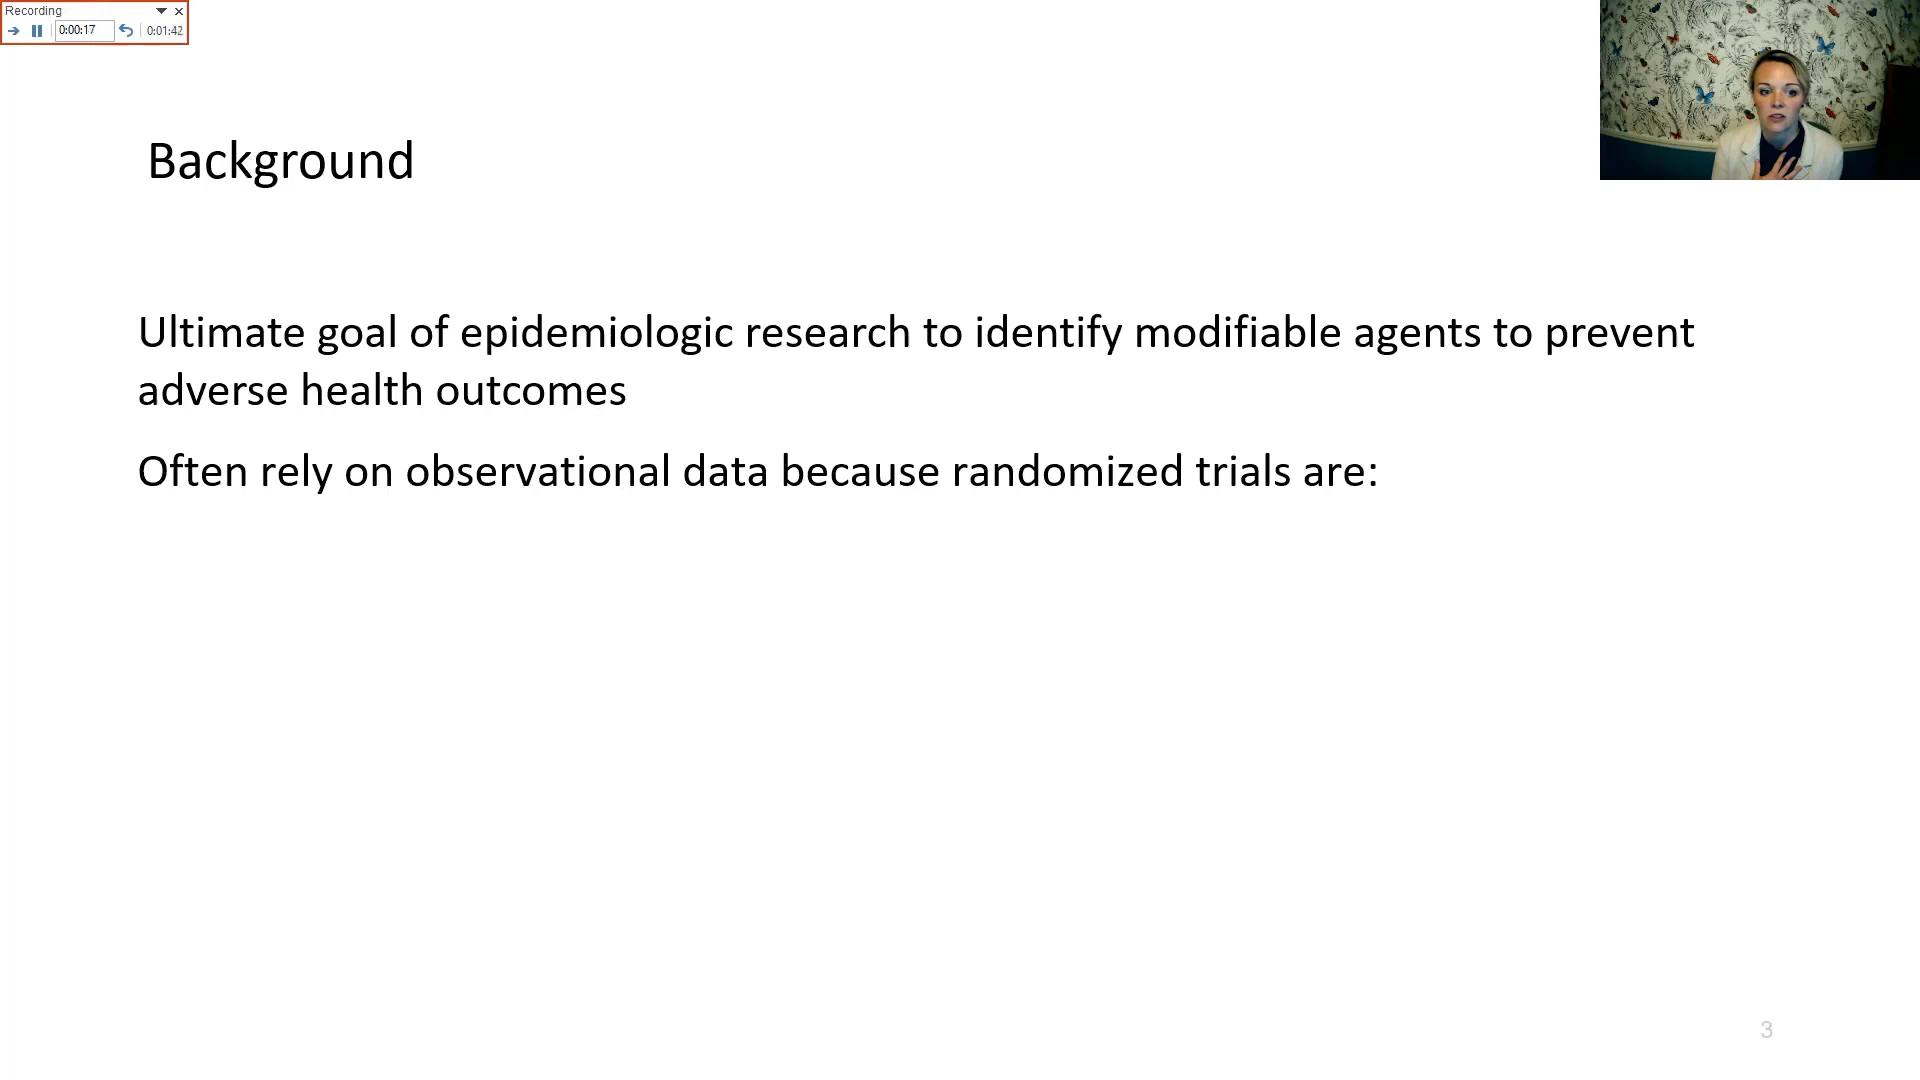 Recording
0:00:17 0:01:42
Background
Ultimate goal of epidemiologic research to identify modifiable agents to prevent
adverse health outcomes
Often rely on observational data because randomized trials are:
3